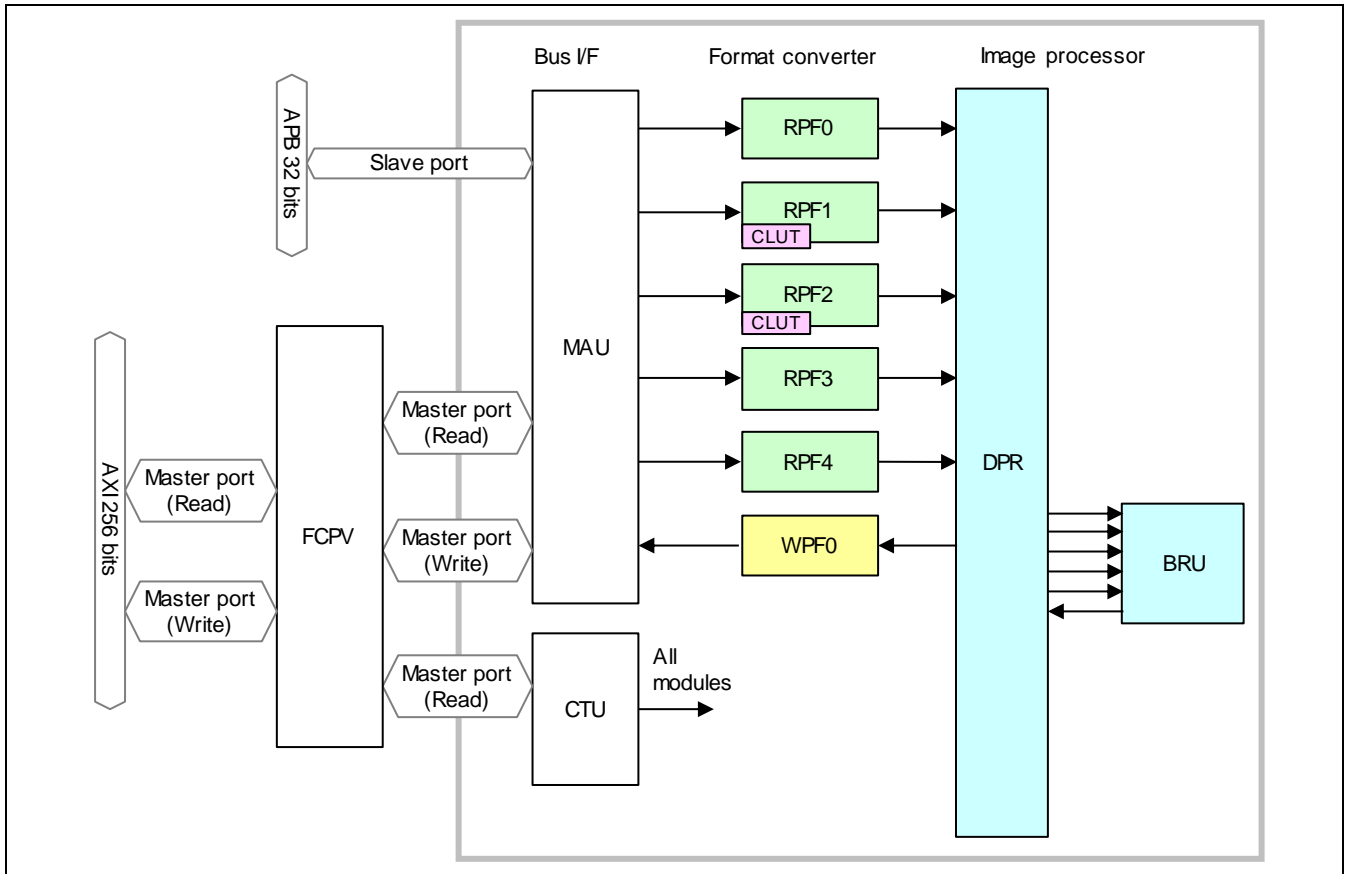 Bus I/F
Format converter
Image processor
APB 32 bits
Slave port
RPF0
RPF1
CLUT
RPF2
CLUT
MAU
RPF3
Master port
(Read)
RPF4
DPR
AXI 256 bits
Master port
(Read)
FCPV
Master port
(Write)
WPF0
BRU
Master port
(Write)
Master port
(Read)
CTU
All
modules